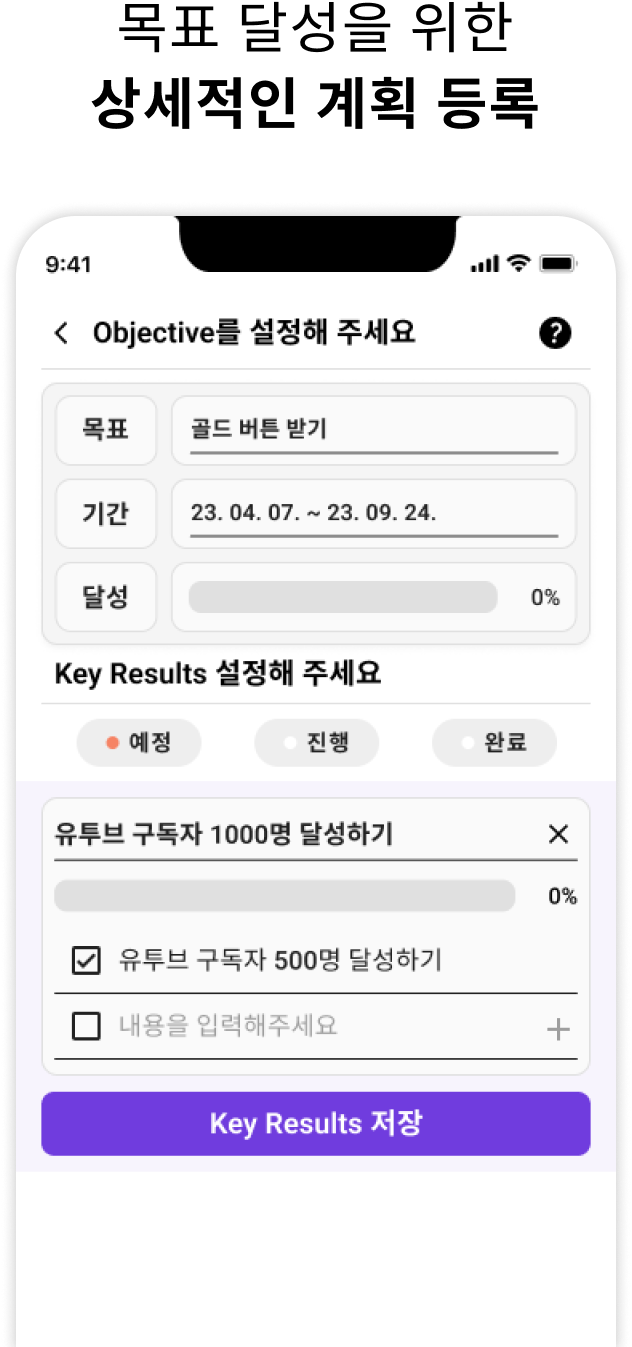 목표 달성을 위한
상세적인 계획 등록
9:41
Objective를 설정해 주세요
?
목표
골드 버튼 받기
기간
23. 04. 07. ~ 23. 09. 24.
달성
0%
Key Results 설정해 주세요
예정
진행
완료
유투브 구독자 1000명 달성하기
0%
유투브 구독자 500명 달성하기
내용을 입력해주세요
Key Results 저장